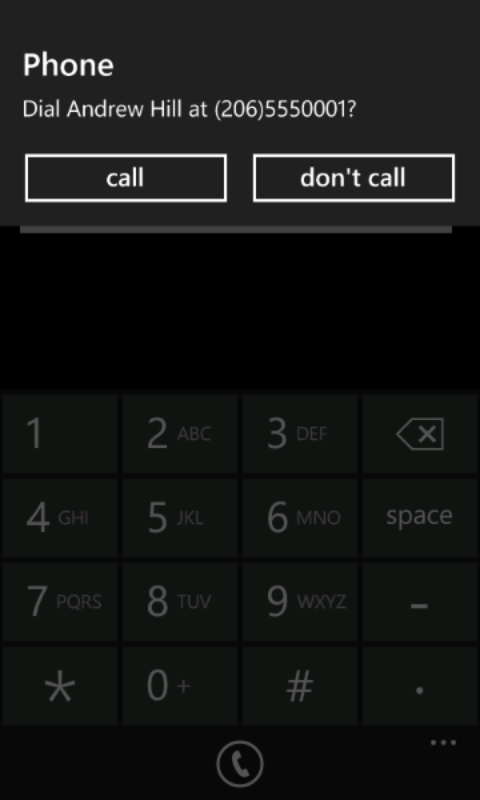 Phone
Dial Andrew Hill at (206)5550001?
call don't call
1 2 ABC 3 DEF
4 GHI 5 JKL 6 MNO space
7 PQRS 8 TUV 9 WXYZ -
* 0 + # .
...